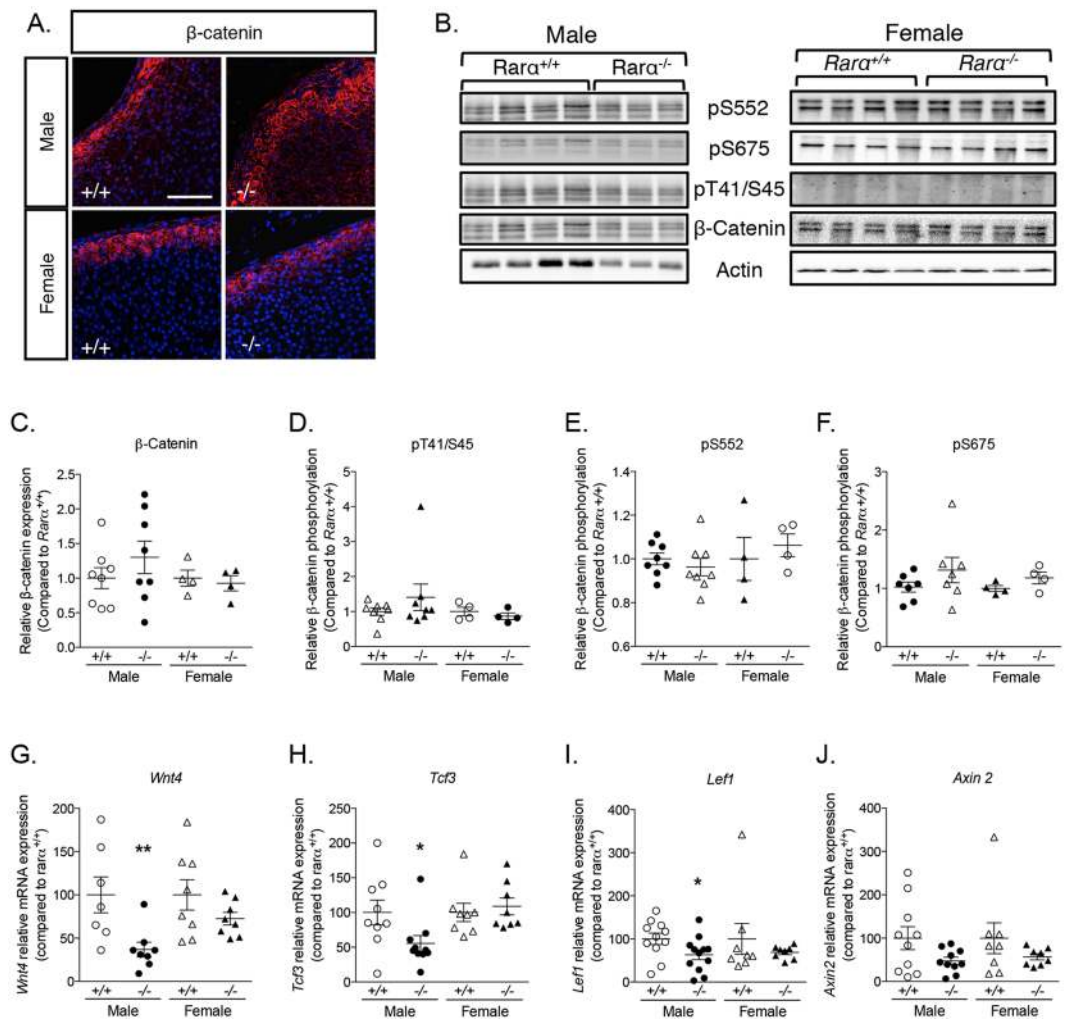 A.
β-catenin
Male
+/+
-/-
Female
+/+
-/-
B.
Male
Female
Rarα+/+
Rarα-/-
Rarα+/+
Rarα-/-
pS552
pS675
pT41/S45
β-Catenin
Actin
C.
β-Catenin
Relative β-catenin expression
(Compared to Rarα+/+)
2.5
2.0
1.5
1.0
0.5
0.0
+/+
-/-
+/+
-/-
Male
Female
D.
pT41/S45
Relative β-catenin phosphorylation
(Compared to Rarα+/+)
5
4
3
2
1
0
+/+
-/-
+/+
-/-
Male
Female
E.
pS552
Relative β-catenin phosphorylation
(Compared to Rarα+/+)
1.4
1.2
1.0
0.8
0.6
+/+
-/-
+/+
-/-
Male
Female
F.
pS675
Relative β-catenin phosphorylation
(Compared to Rarα+/+)
3
2
1
0
+/+
-/-
+/+
-/-
Male
Female
G.
Wnt4
Wnt4 relative mRNA expression
(compared to rarα+/+)
200
150
100
50
0
**
+/+
-/-
+/+
-/-
Male
Female
H.
Tcf3
Tcf3 relative mRNA expression
(compared to rarα+/+)
250
200
150
100
50
0
*
+/+
-/-
+/+
-/-
Male
Female
I.
Lef1
Lef1 relative mRNA expression
(compared to rarα+/+)
400
300
200
100
0
*
+/+
-/-
+/+
-/-
Male
Female
J.
Axin 2
Axin2 relative mRNA expression
(compared to rarα+/+)
400
300
200
100
0
+/+
-/-
+/+
-/-
Male
Female